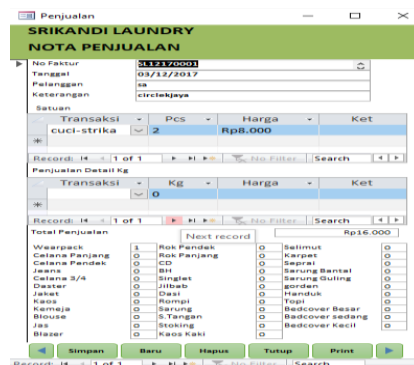 Penjualan
SRIKANDI LAUNDRY
NOTA PENJUALAN
No Faktur SL12170001
Tanggal 03/12/2017
Pelanggan sa
Keterangan circlekjaya
Satuan
Transaksi Pcs Harga Ket
cuci-strika 2 Rp8.000
Record: 1 of 1 No Filter Search
Penjualan Detail Kg
Transaksi Kg Harga Ket
0
Record: 1 of 1 No Filter Search
Total Penjualan Rp16.000
Next record
Wearpack 1 Rok Pendek 0 Selimut 0
Celana Panjang 0 Rok Panjang 0 Karpet 0
Celana Pendek 0 CD 0 Seprai 0
Jeans 0 BH 0 Sarung Bantal 0
Celana 3/4 0 Singlet 0 Sarung Guling 0
Daster 0 Jilbab 0 gorden 0
Jaket 0 Dasi 0 Handuk 0
Kaos 0 Rompi 0 Topi 0
Kemeja 0 Sarung 0 Bedcover Besar 0
Blouse 0 S.Tangan 0 Badcover sedang 0
Jas 0 Stoking 0 Bedcover Kecil 0
Blazer 0 Kaos Kaki 0
Simpan Baru Hapus Tutup Print
Record: 1 of 1 No Filter Search